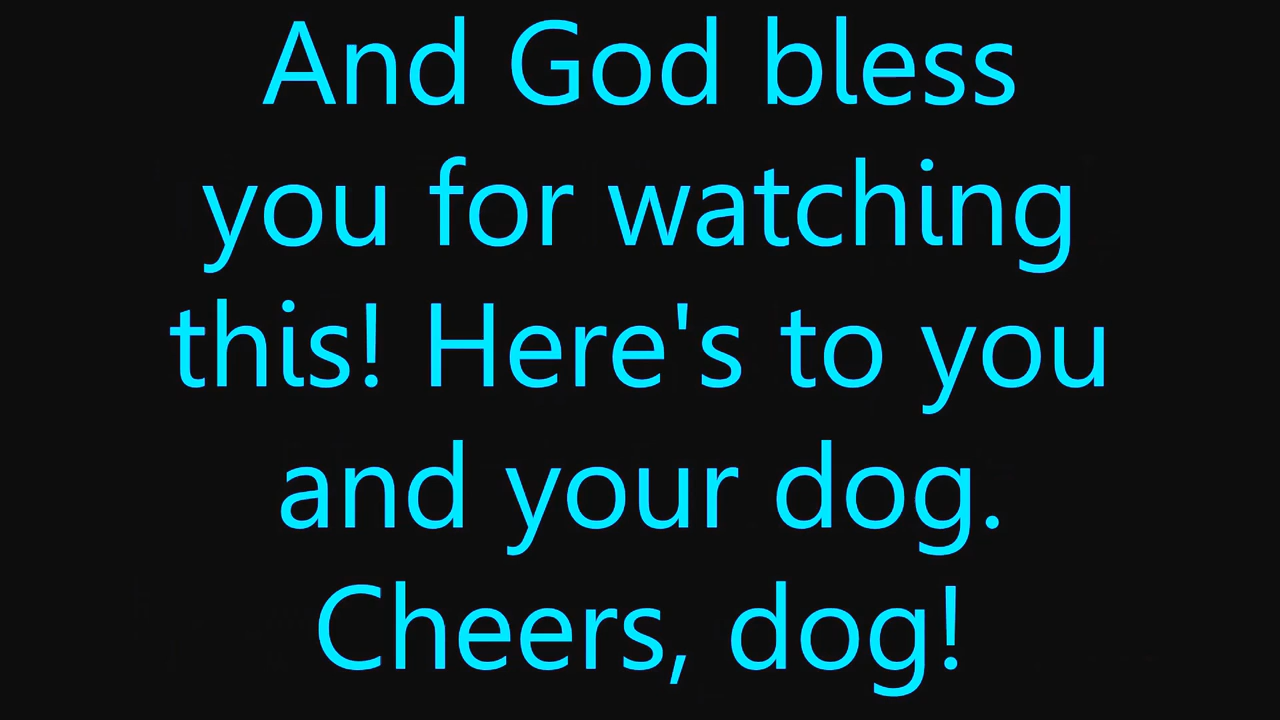 And God bless
you for watching
this! Here's to you
and your dog.
Cheers, dog!